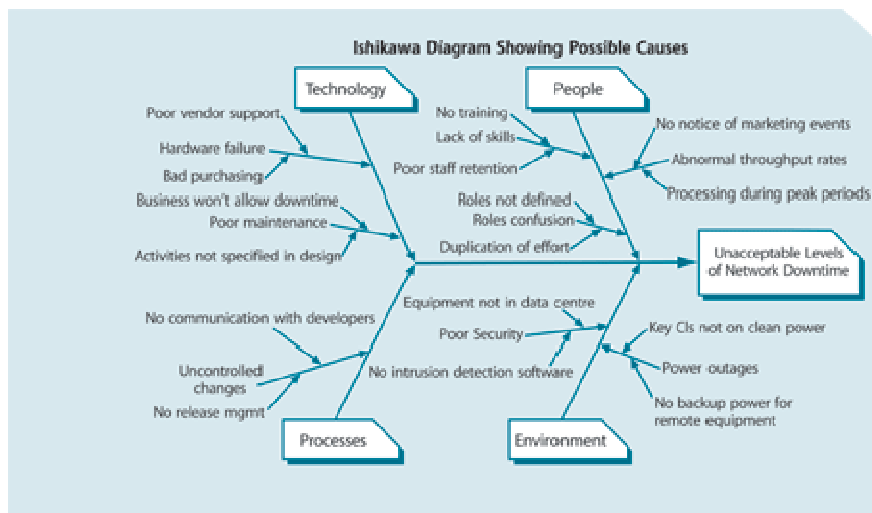 Ishikawa Diagram Showing Possible Causes
Technology
People
Poor vendor support
Hardware failure
Bad purchasing
Business won't allow downtime
Poor maintenance
Activities not specified in design
No training
Lack of skills
Poor staff retention
Roles not defined
Roles confusion
Duplication of effort
No notice of marketing events
Abnormal throughput rates
Processing during peak periods
Unacceptable Levels
of Network Downtime
No communication with developers
Uncontrolled
changes
No release mgmt
Equipment not in data centre
Poor Security
No intrusion detection software
Key CIs not on clean power
Power outages
No backup power for
remote equipment
Processes
Environment